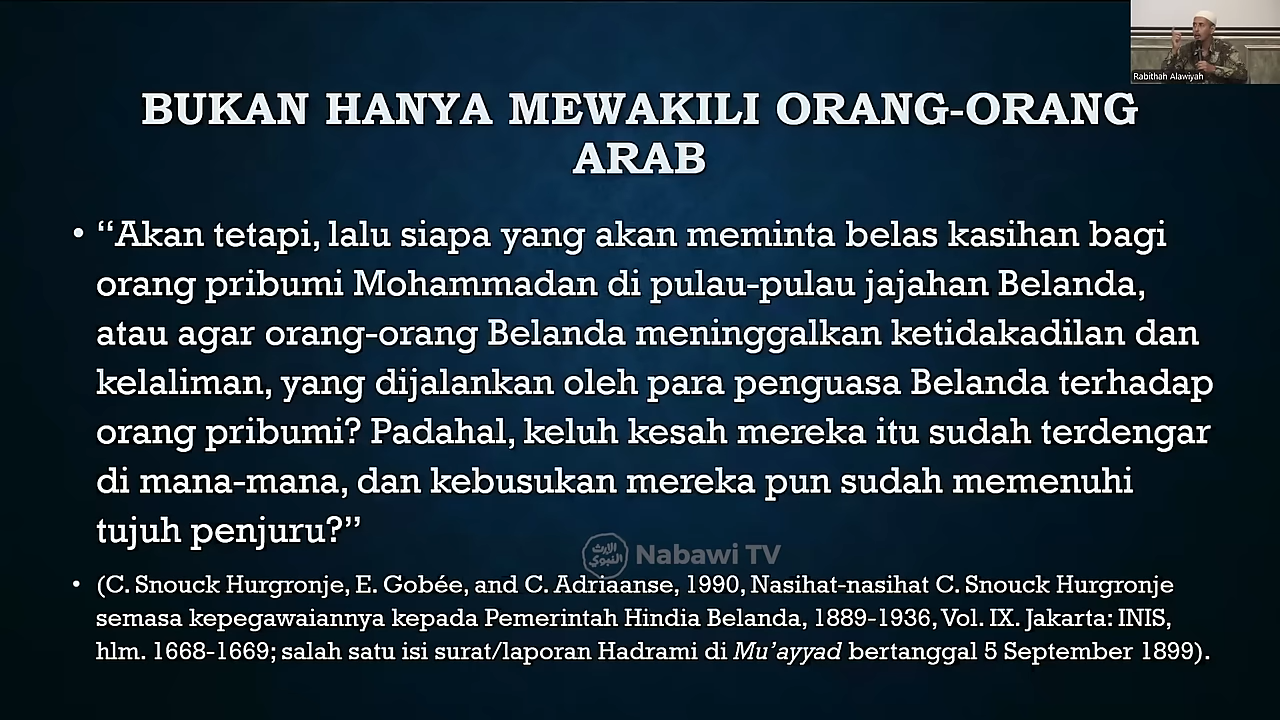 Rabithah Alawiyah
BUKAN HANYA MEWAKILI ORANG-ORANG
ARAB
• “Akan tetapi, lalu siapa yang akan meminta belas kasihan bagi
orang pribumi Mohammadan di pulau-pulau jajahan Belanda,
atau agar orang-orang Belanda meninggalkan ketidakadilan dan
kelaliman, yang dijalankan oleh para penguasa Belanda terhadap
orang pribumi? Padahal, keluh kesah mereka itu sudah terdengar
di mana-mana, dan kebusukan mereka pun sudah memenuhi
tujuh penjuru?”
الإرث
النبوي
Nabawi TV
• (C. Snouck Hurgronje, E. Gobée, and C. Adriaanse, 1990, Nasihat-nasihat C. Snouck Hurgronje
semasa kepegawaiannya kepada Pemerintah Hindia Belanda, 1889-1936, Vol. IX. Jakarta: INIS,
hlm. 1668-1669; salah satu isi surat/laporan Hadrami di Mu’ayyad bertanggal 5 September 1899).